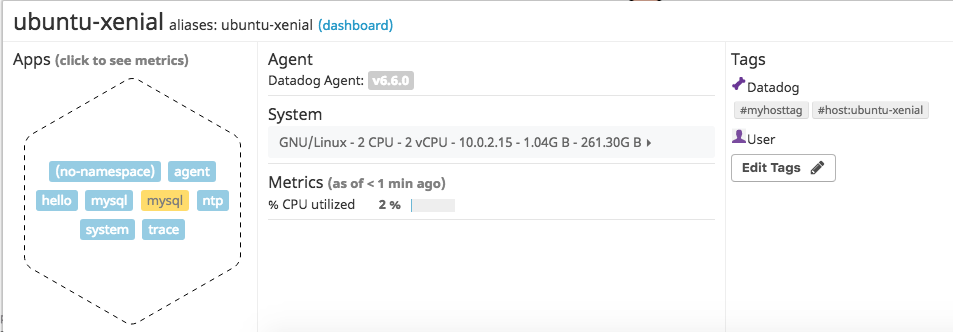 ubuntu-xenial aliases: ubuntu-xenial (dashboard)
Apps (click to see metrics)
(no-namespace) agent
hello mysql mysql ntp
system trace
Agent
Datadog Agent: v6.6.0
System
GNU/Linux - 2 CPU - 2 vCPU - 10.0.2.15 - 1.04G B - 261.30G B
Metrics (as of < 1 min ago)
% CPU utilized 2 %
Tags
Datadog
#myhosttag #host:ubuntu-xenial
User
Edit Tags